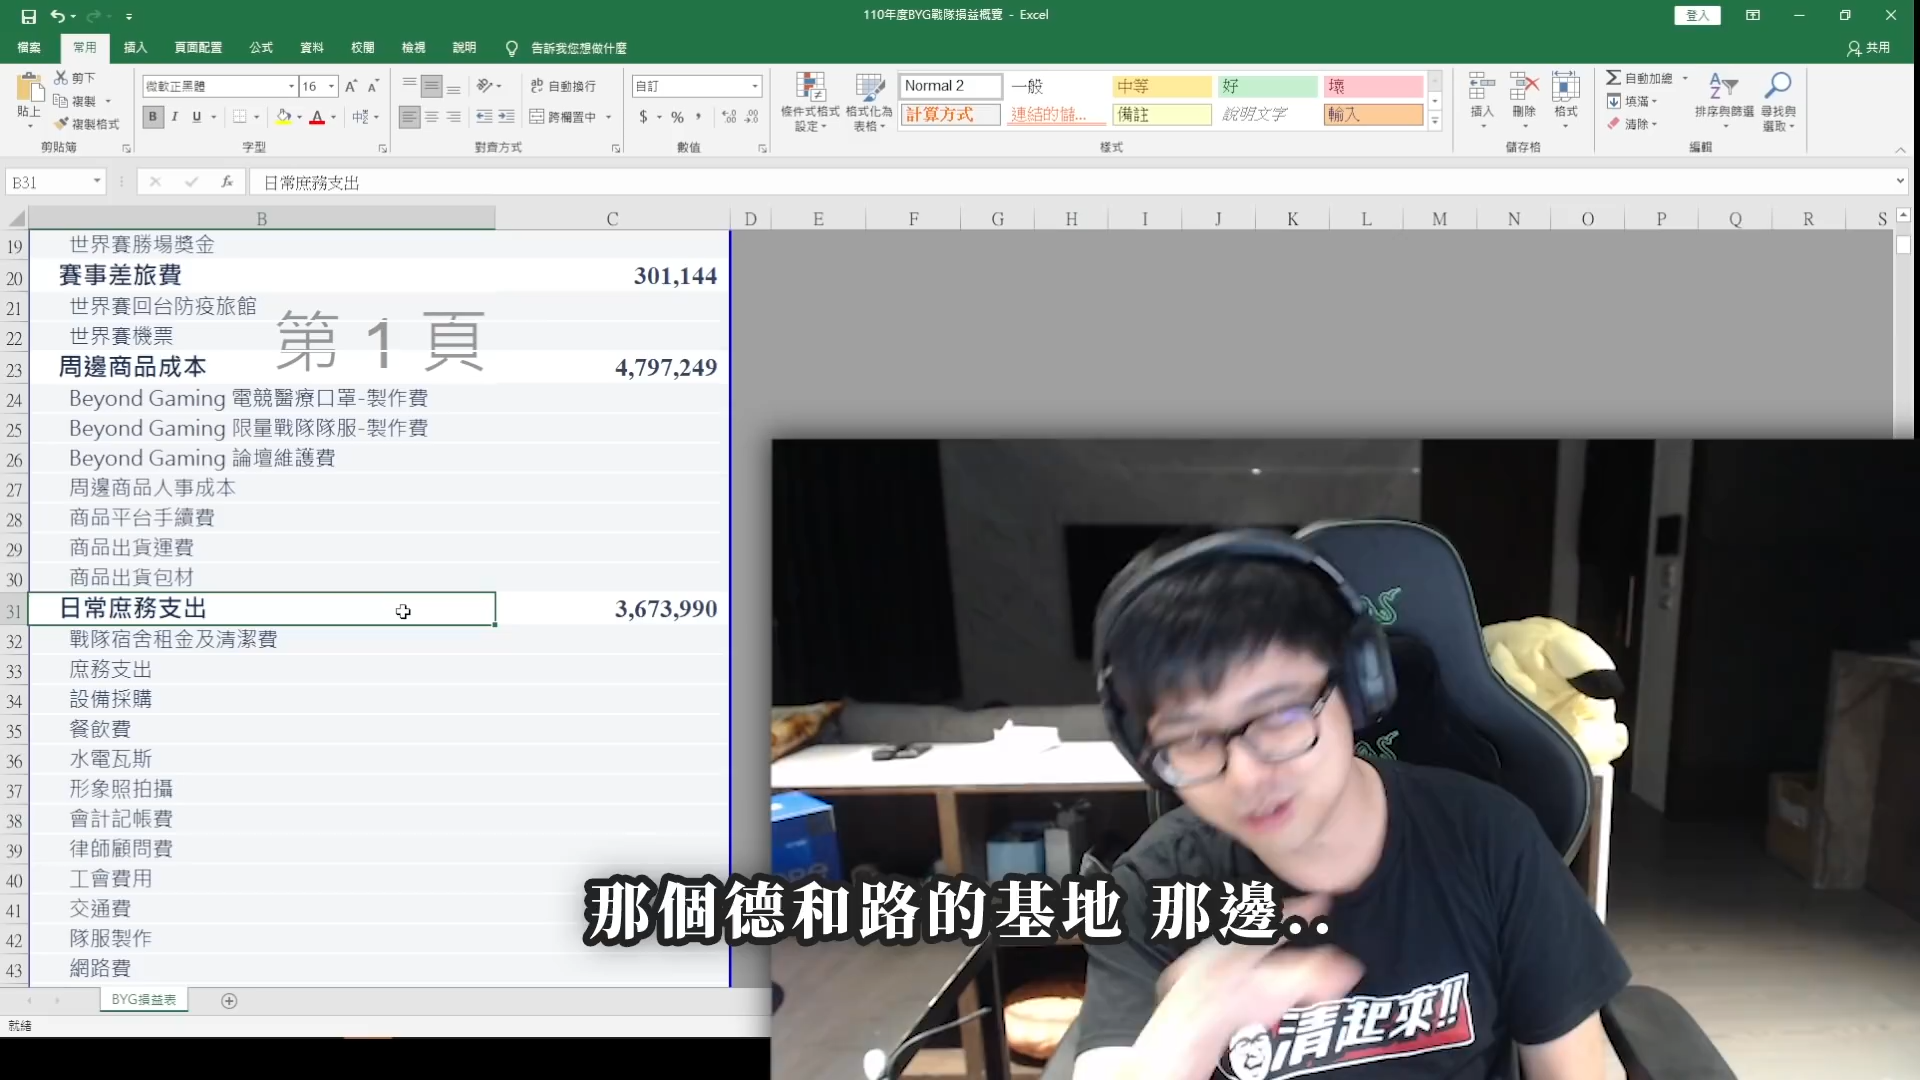 110年度BYG戰隊損益概覽 - Excel
登入
檔案 常用 插入 頁面配置 公式 資料 校閱 檢視 說明 告訴我您想做什麼 共用
貼上 剪下 複製 複製格式
剪貼簿
微軟正黑體 16
B I U
字型
自動換行
跨欄置中
對齊方式
自訂
$ % ,
數值
條件式格式設定 格式化為表格
Normal 2 一般 中等 好 壞
計算方式 連結的儲... 備註 說明文字 輸入
樣式
插入 刪除 格式
儲存格
自動加總 填滿 清除
排序與篩選 尋找與選取
編輯
B31 fx 日常庶務支出
B C D E F G H I J K L M N O P Q R S
19 世界賽勝場獎金
20 賽事差旅費 301,144
21 世界賽回台防疫旅館
22 世界賽機票
第 1 頁
23 周邊商品成本 4,797,249
24 Beyond Gaming 電競醫療口罩-製作費
25 Beyond Gaming 限量戰隊隊服-製作費
26 Beyond Gaming 論壇維護費
27 周邊商品人事成本
28 商品平台手續費
29 商品出貨運費
30 商品出貨包材
31 日常庶務支出 3,673,990
32 戰隊宿舍租金及清潔費
33 庶務支出
34 設備採購
35 餐飲費
36 水電瓦斯
37 形象照拍攝
38 會計記帳費
39 律師顧問費
40 工會費用
41 交通費
42 隊服製作
43 網路費
那個德和路的基地 那邊..
清起來!!
BYG損益表
就緒